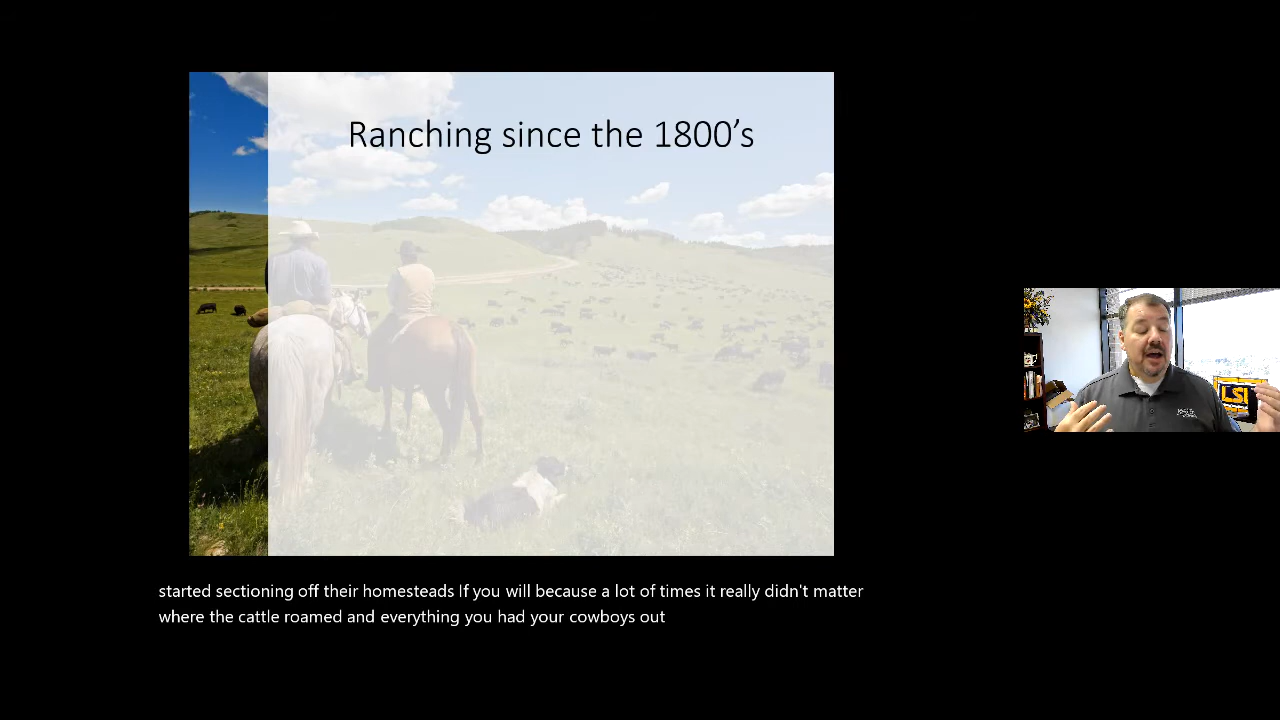 Ranching since the 1800’s
LSI
started sectioning off their homesteads If you will because a lot of times it really didn't matter
where the cattle roamed and everything you had your cowboys out